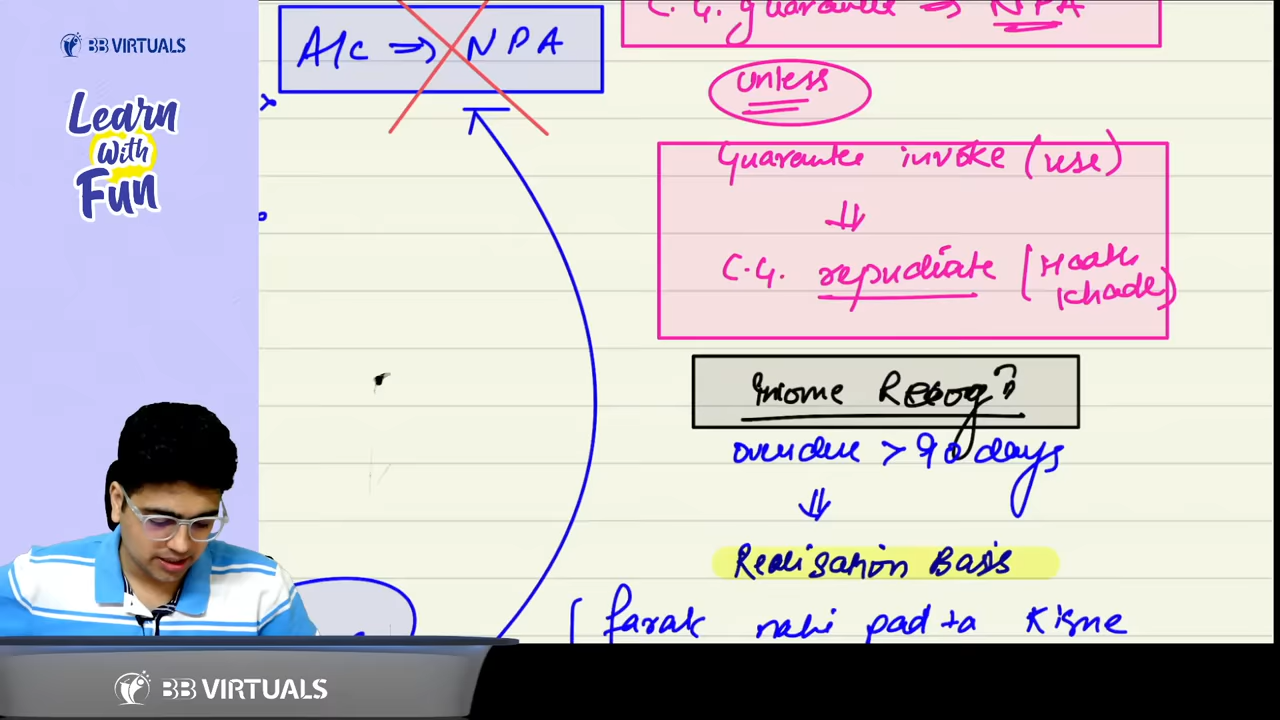 BB VIRTUALS
Learn
With
Fun
A/c ⇒ NPA
C.G. guarantee ⇒ NPA
unless
Guarantee invoke (use)
⇓
C.G. repudiate (Haath
khade)
Income Recog?
overdue > 90 days
⇓
Realisation Basis
( farak nahi padta kisne
BB VIRTUALS